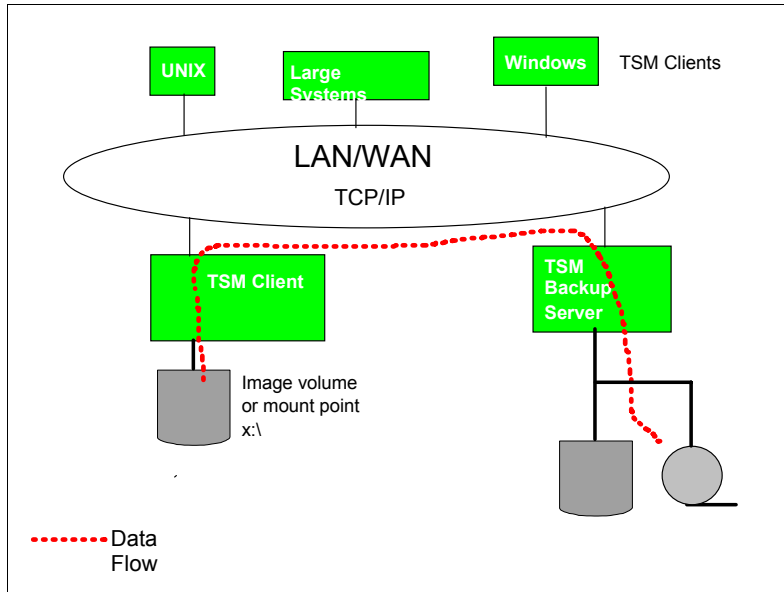 UNIX
Large
Systems
Windows
TSM Clients
LAN/WAN
TCP/IP
TSM Client
TSM
Backup
Server
Image volume
or mount point
x:\
Data
Flow